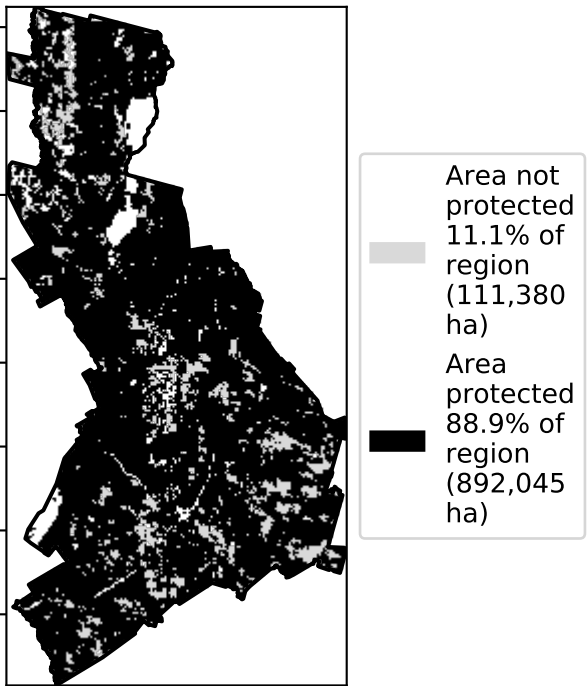 Area not
protected
11.1% of
region
(111,380
ha)
Area
protected
88.9% of
region
(892,045
ha)